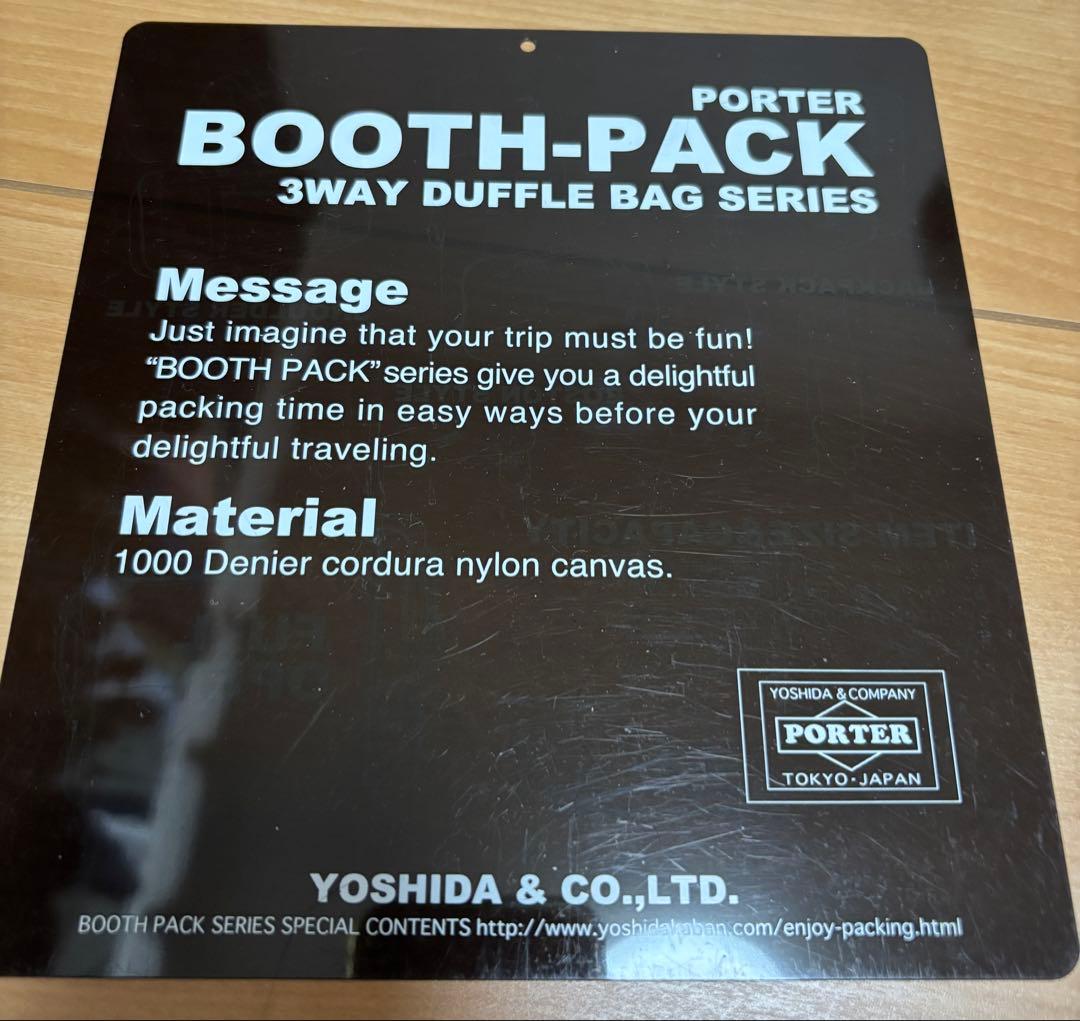 PORTER
BOOTH-PACK
3WAY DUFFLE BAG SERIES
Message
Just imagine that your trip must be fun!
“BOOTH PACK”series give you a delightful
packing time in easy ways before your
delightful traveling.
Material
1000 Denier cordura nylon canvas.
YOSHIDA & COMPANY
PORTER
TOKYO-JAPAN
YOSHIDA & CO.,LTD.
BOOTH PACK SERIES SPECIAL CONTENTS http://www.yoshidakaban.com/enjoy-packing.html